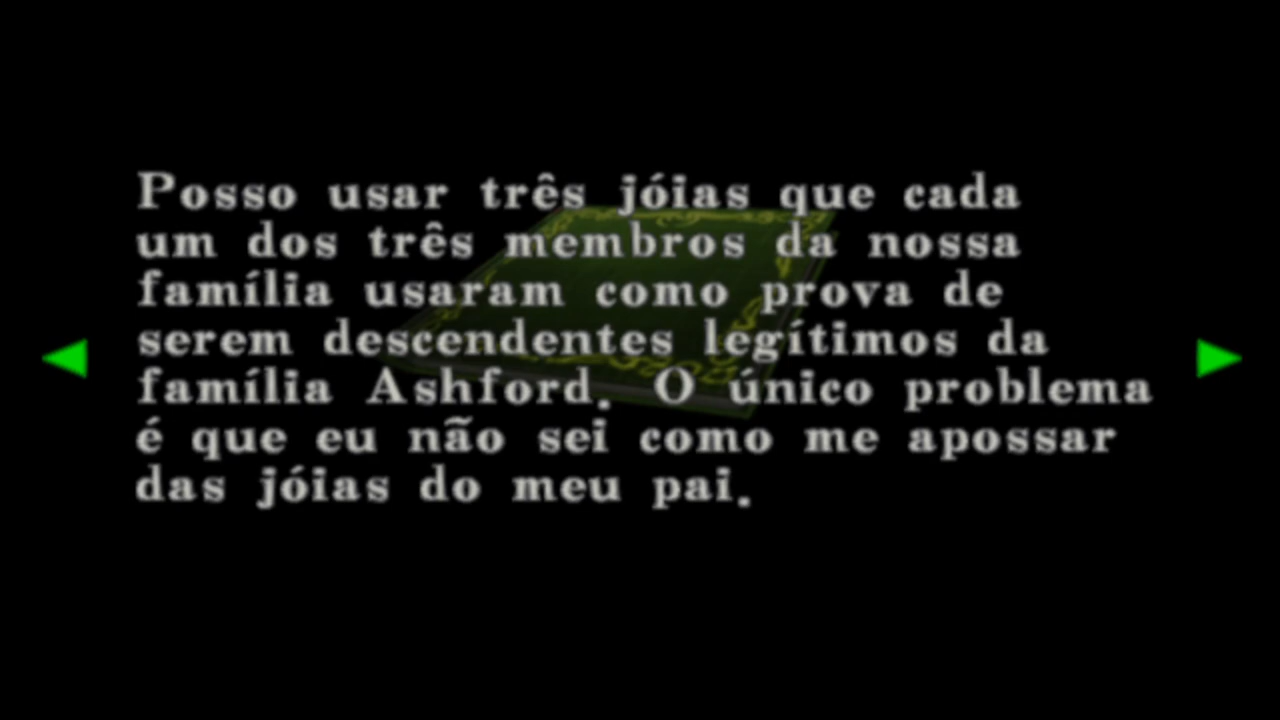 Posso usar três jóias que cada
um dos três membros da nossa
família usaram como prova de
serem descendentes legítimos da
família Ashford. O único problema
é que eu não sei como me apossar
das jóias do meu pai.